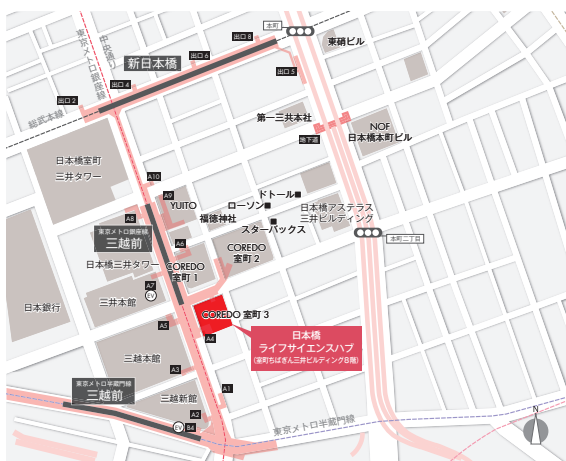 本町
出口 8
東硝ビル
中央通り
東京メトロ銀座線
出口 6
新日本橋
出口 5
出口 4
出口 2
総武本線
第一三共本社
地下道
NOF
日本橋本町ビル
日本橋室町
三井タワー
A10
A9
YUITO
ドトール
ローソン
福徳神社
スターバックス
日本橋アステラス
三井ビルディング
本町二丁目
A8
東京メトロ銀座線
三越前
A6
COREDO
室町 2
日本橋三井タワー
COREDO
室町 1
A7
EV
日本銀行
三井本館
COREDO 室町 3
A5
A4
日本橋
ライフサイエンスハブ
(室町ちばぎん三井ビルディング8階)
三越本館
A3
東京メトロ半蔵門線
三越前
三越新館
A1
A2
EV
B4
東京メトロ半蔵門線
N